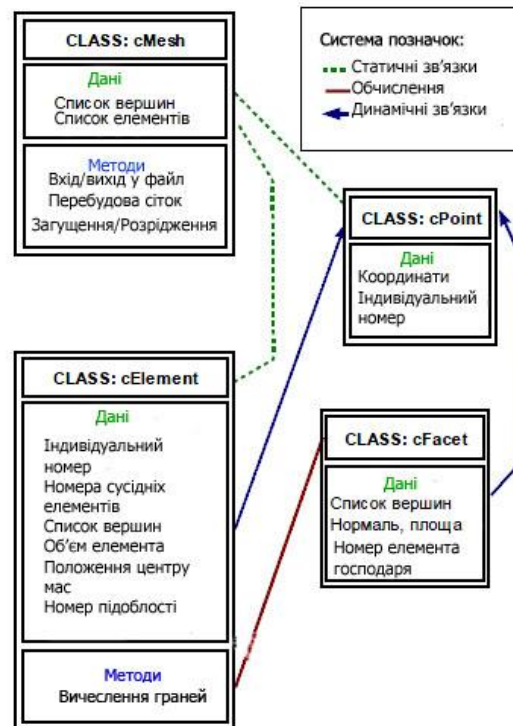 CLASS: cMesh
Дані
Список вершин
Список елементів
Методи
Вхід/вихід у файл
Перебудова сіток
Загущення/Розрідження
Система позначок:
Статичні зв'язки
Обчислення
Динамічні зв'язки
CLASS: cPoint
Дані
Координати
Індивідуальний
номер
CLASS: cElement
Дані
Індивідуальний
номер
Номера сусідніх
елементів
Список вершин
Об'єм елемента
Положення центру
мас
Номер підоблості
Методи
Вичеслення граней
CLASS: cFacet
Дані
Список вершин
Нормаль, площа
Номер елемента
господаря